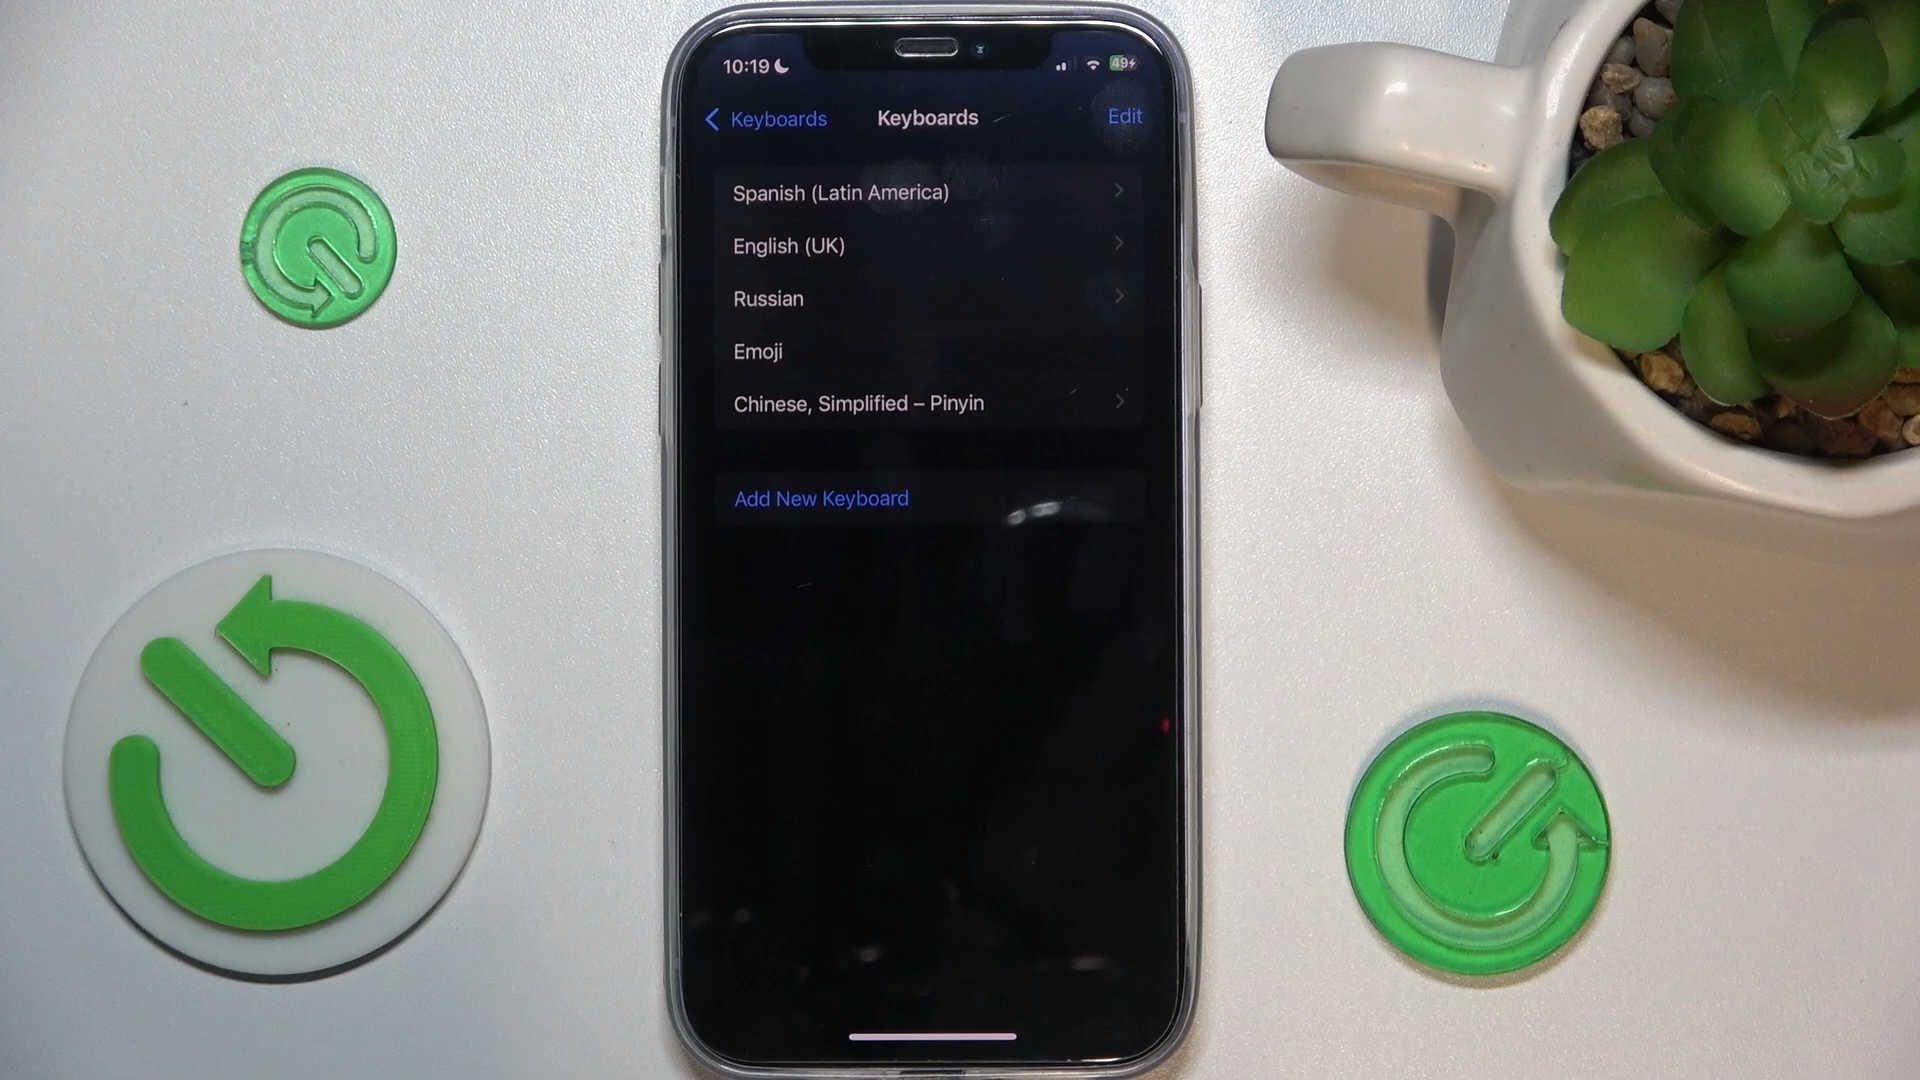 10:19
49
Keyboards
Keyboards
Edit
Spanish (Latin America)
English (UK)
Russian
Emoji
Chinese, Simplified – Pinyin
Add New Keyboard